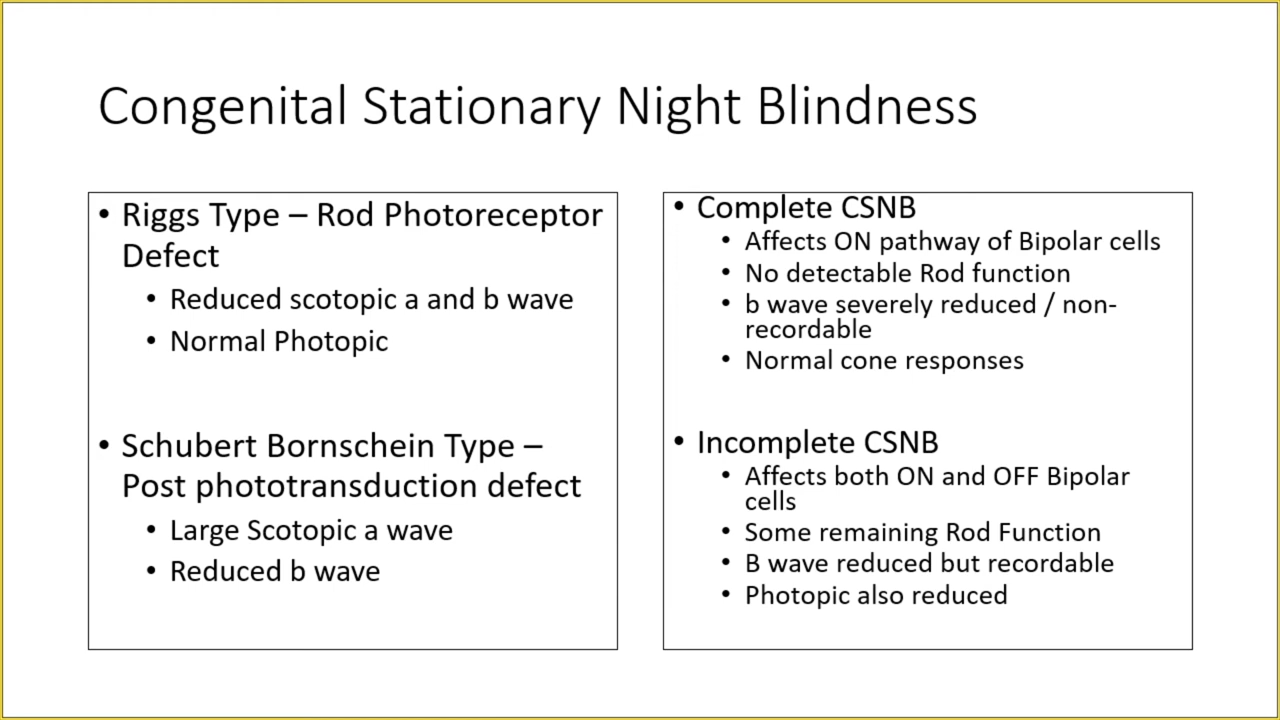 Congenital Stationary Night Blindness
• Riggs Type – Rod Photoreceptor
Defect
• Reduced scotopic a and b wave
• Normal Photopic
• Schubert Bornschein Type –
Post phototransduction defect
• Large Scotopic a wave
• Reduced b wave
• Complete CSNB
• Affects ON pathway of Bipolar cells
• No detectable Rod function
• b wave severely reduced / non-
recordable
• Normal cone responses
• Incomplete CSNB
• Affects both ON and OFF Bipolar
cells
• Some remaining Rod Function
• B wave reduced but recordable
• Photopic also reduced